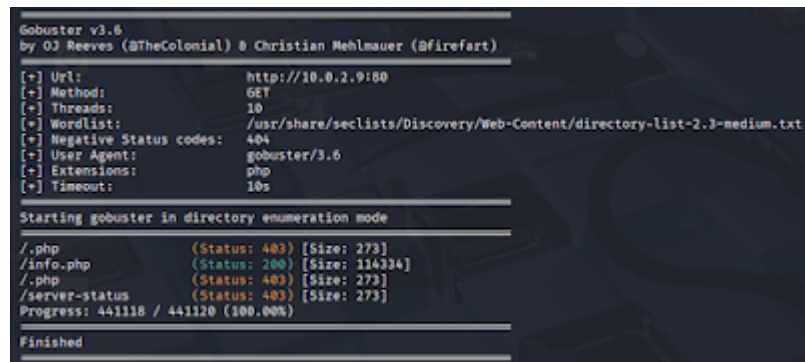 Gobuster v3.6
by OJ Reeves (@TheColonial) & Christian Mehlmauer (@firefart)
[+] Url: http://10.0.2.9:80
[+] Method: GET
[+] Threads: 10
[+] Wordlist: /usr/share/seclists/Discovery/Web-Content/directory-list-2.3-medium.txt
[+] Negative Status codes: 404
[+] User Agent: gobuster/3.6
[+] Extensions: php
[+] Timeout: 10s
Starting gobuster in directory enumeration mode
/.php (Status: 403) [Size: 273]
/info.php (Status: 200) [Size: 114334]
/.php (Status: 403) [Size: 273]
/server-status (Status: 403) [Size: 273]
Progress: 441118 / 441120 (100.00%)
Finished